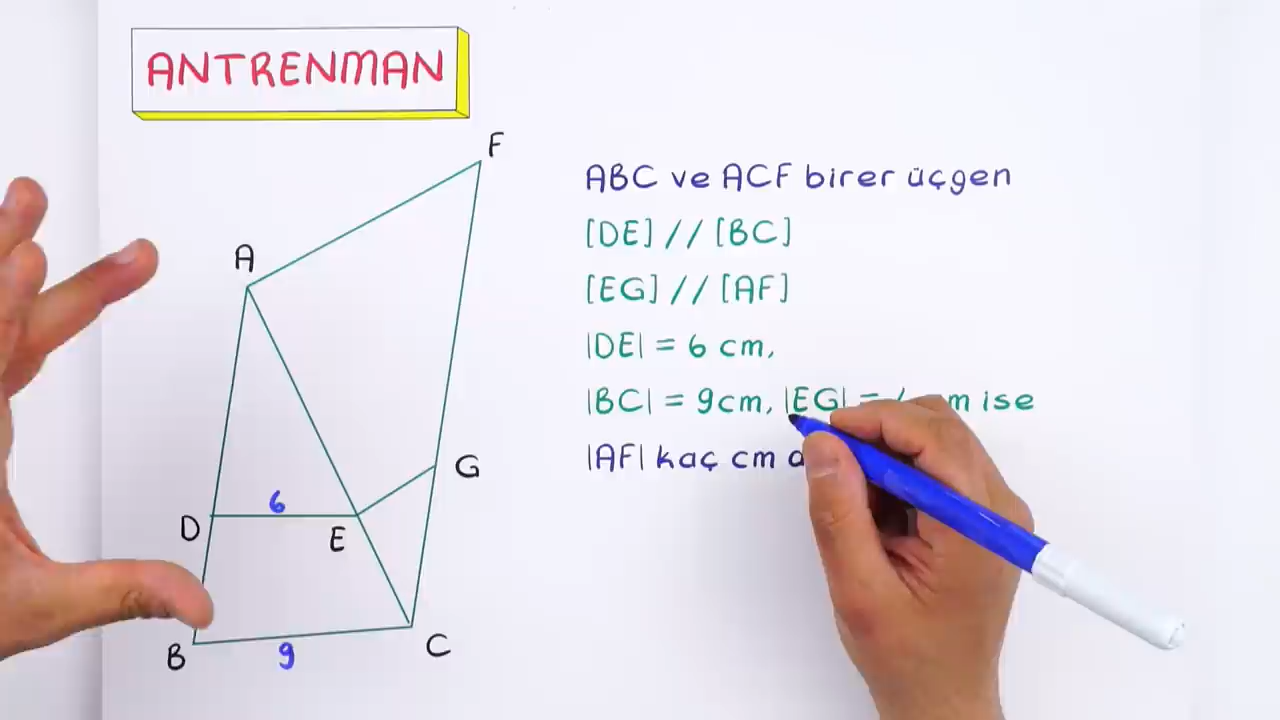 ANTRENMAN
F
A
G
6
D
E
B
9
C
ABC ve ACF birer üçgen
[DE] // [BC]
[EG] // [AF]
|DE| = 6 cm,
|BC| = 9cm, |EG| = ise
|AF| kaç cm